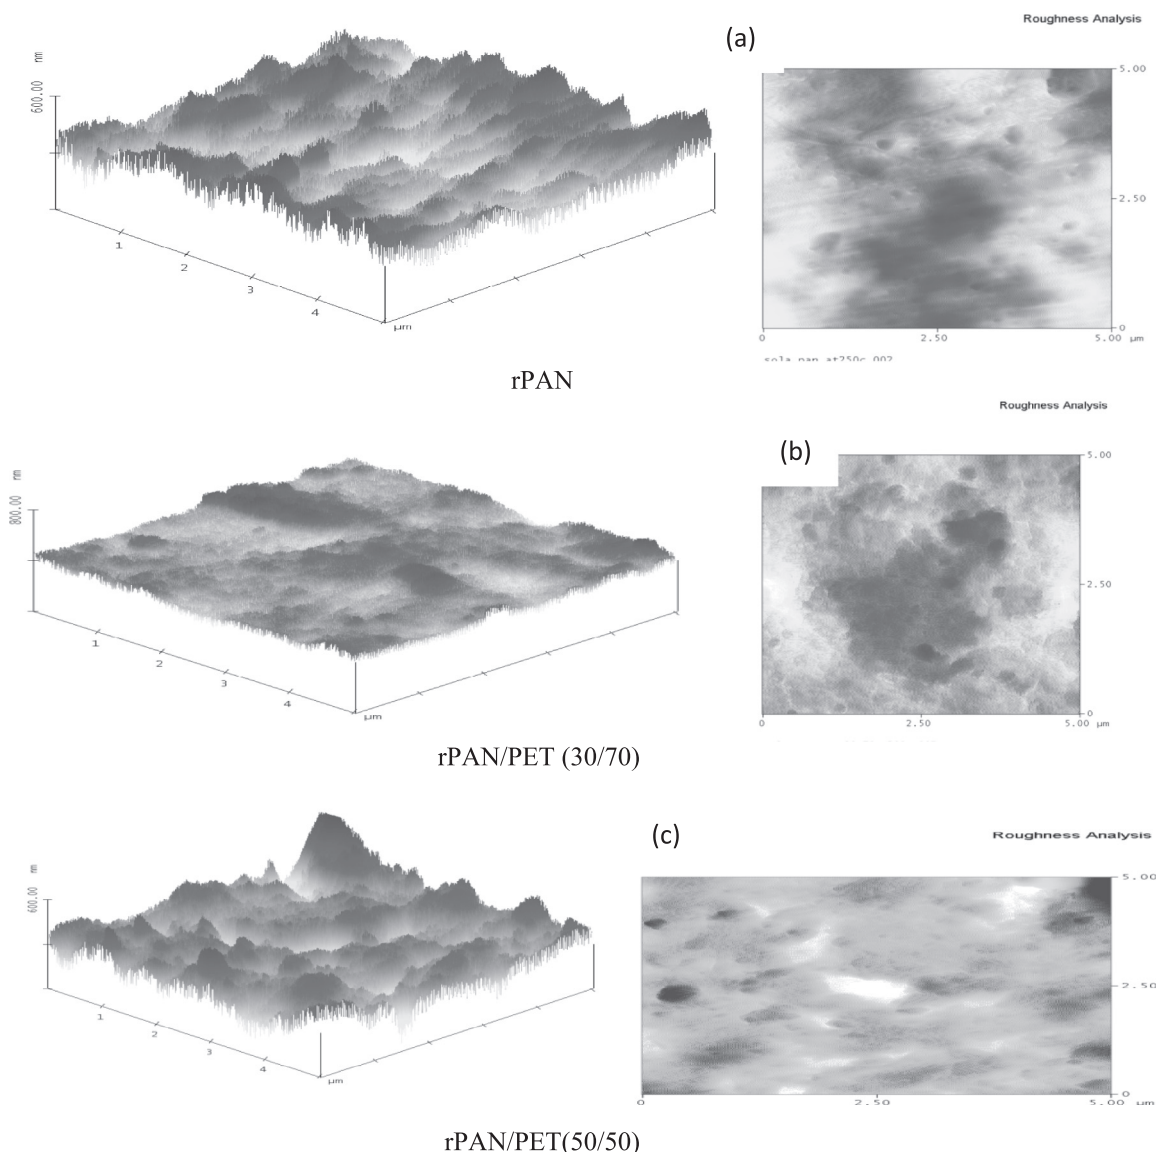 Roughness Analysis
(a)
600.00 nm
1
2
3
4
μm
5.00
2.50
0
0 2.50 5.00 μm
rPAN
Roughness Analysis
(b)
800.00 nm
1
2
3
4
μm
5.00
2.50
0
0 2.50 5.00 μm
rPAN/PET (30/70)
Roughness Analysis
(c)
600.00 nm
1
2
3
4
μm
5.00
2.50
0
0 2.50 5.00 μm
rPAN/PET(50/50)